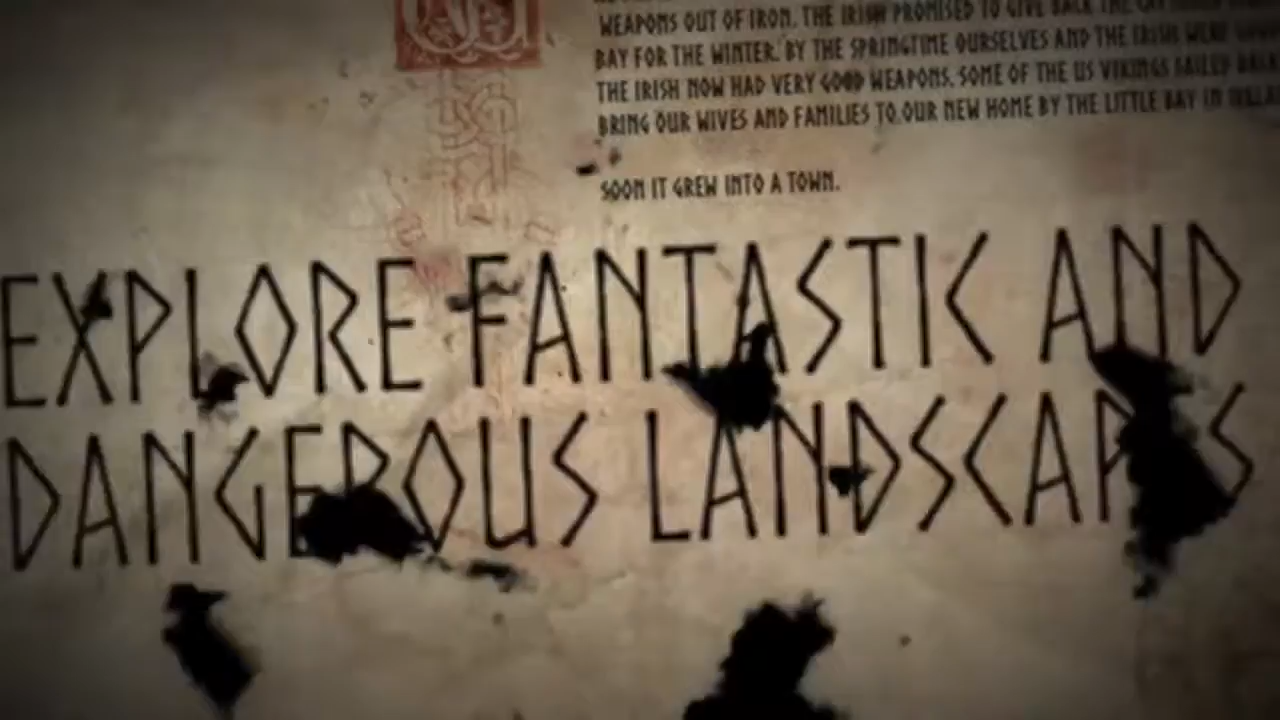 WEAPONS OUT OF IRON. THE IRISH PROMISED TO GIVE BACK THE
BAY FOR THE WINTER. BY THE SPRINGTIME OURSELVES AND THE IRISH WERE
THE IRISH NOW HAD VERY GOOD WEAPONS. SOME OF THE US VIKINGS SAILED BACK
BRING OUR WIVES AND FAMILIES TO OUR NEW HOME BY THE LITTLE BAY IN
SOON IT GREW INTO A TOWN.
EXPLORE FANTASTIC AND
DANGEROUS LANDSCAPES